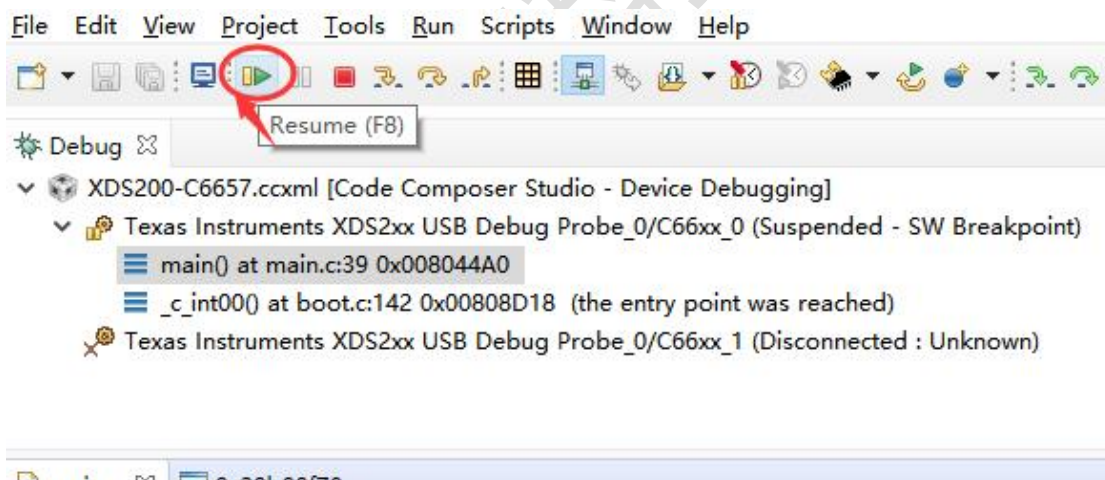 File Edit View Project Tools Run Scripts Window Help
Resume (F8)
Debug
XDS200-C6657.ccxml [Code Composer Studio - Device Debugging]
Texas Instruments XDS2xx USB Debug Probe_0/C66xx_0 (Suspended - SW Breakpoint)
main() at main.c:39 0x008044A0
_c_int00() at boot.c:142 0x00808D18 (the entry point was reached)
Texas Instruments XDS2xx USB Debug Probe_0/C66xx_1 (Disconnected : Unknown)